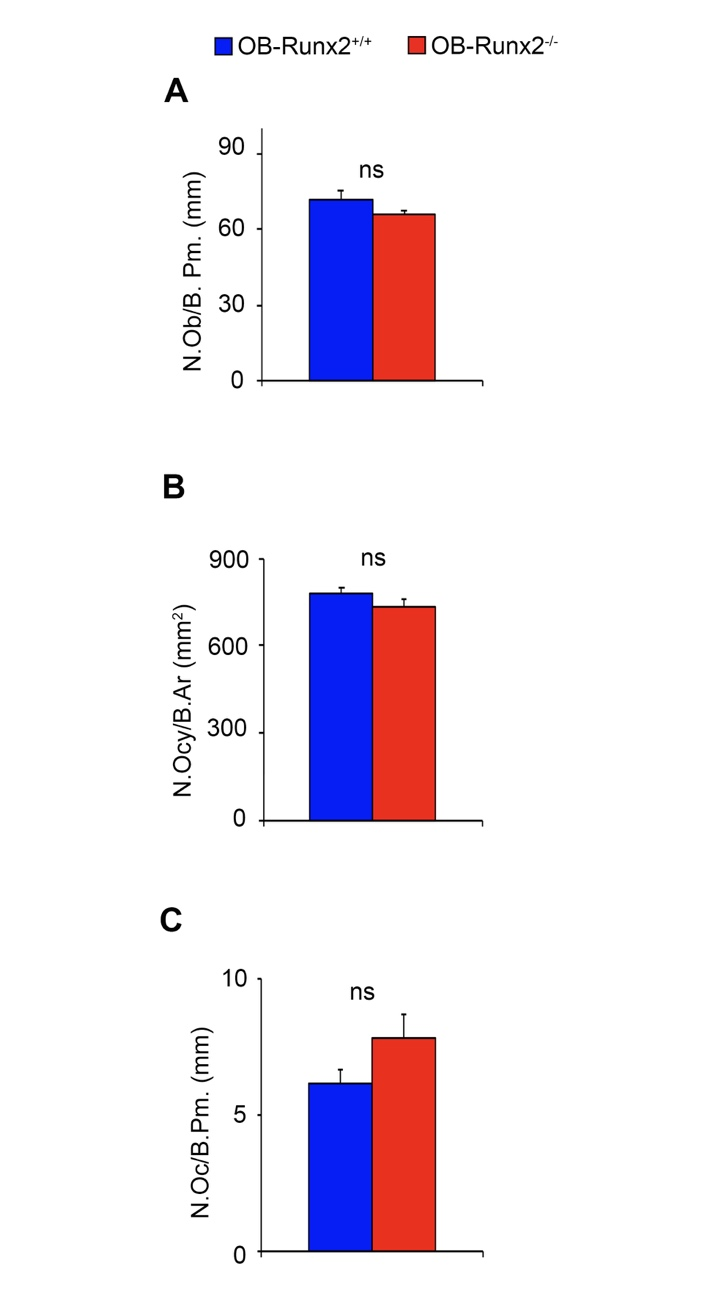 OB-Runx2+/+ OB-Runx2-/-
A
90
ns
60
30
0
N.Ob/B. Pm. (mm)
B
900
ns
600
300
0
N.Ocy/B.Ar (mm2)
C
10
ns
5
0
N.Oc/B.Pm. (mm)